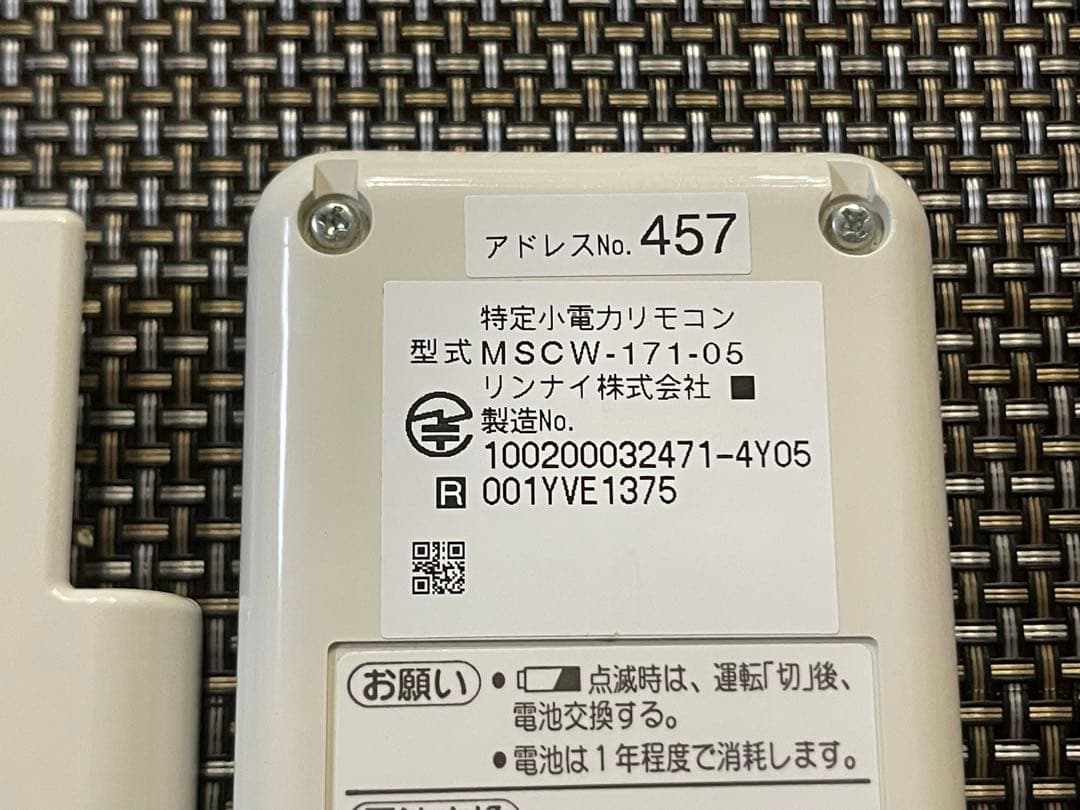 アドレスNo. 457
特定小電力リモコン
型式 MSCW-171-05
リンナイ株式会社 ■
製造No.
100200032471-4Y05
R 001YVE1375
お願い ● 点滅時は、運転「切」後、
電池交換する。
● 電池は1年程度で消耗します。